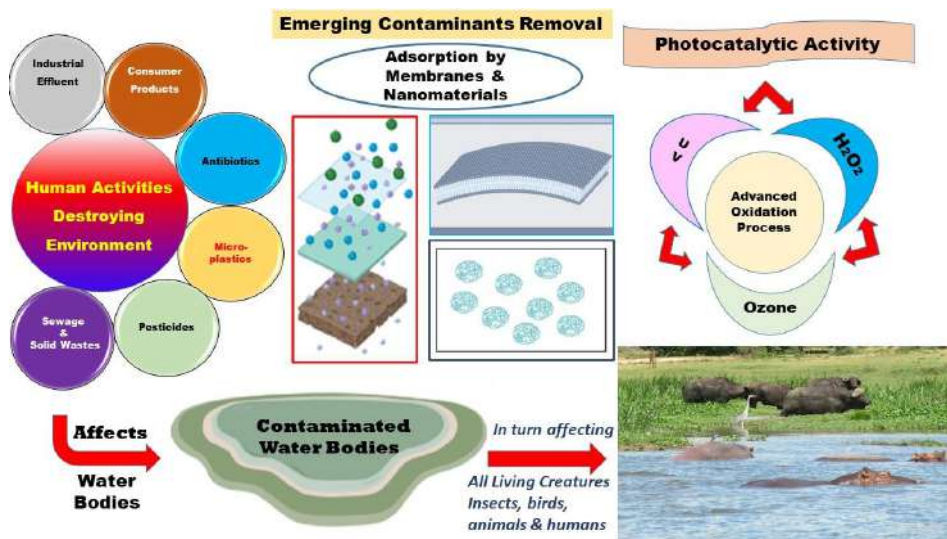 Emerging Contaminants Removal
Industrial
Effluent
Consumer
Products
Antibiotics
Micro-
plastics
Pesticides
Sewage
&
Solid Wastes
Human Activities
Destroying
Environment
Adsorption by
Membranes &
Nanomaterials
Photocatalytic Activity
UV
H₂O₂
Advanced
Oxidation
Process
Ozone
Affects
Water
Bodies
Contaminated
Water Bodies
In turn affecting
All Living Creatures
Insects, birds,
animals & humans